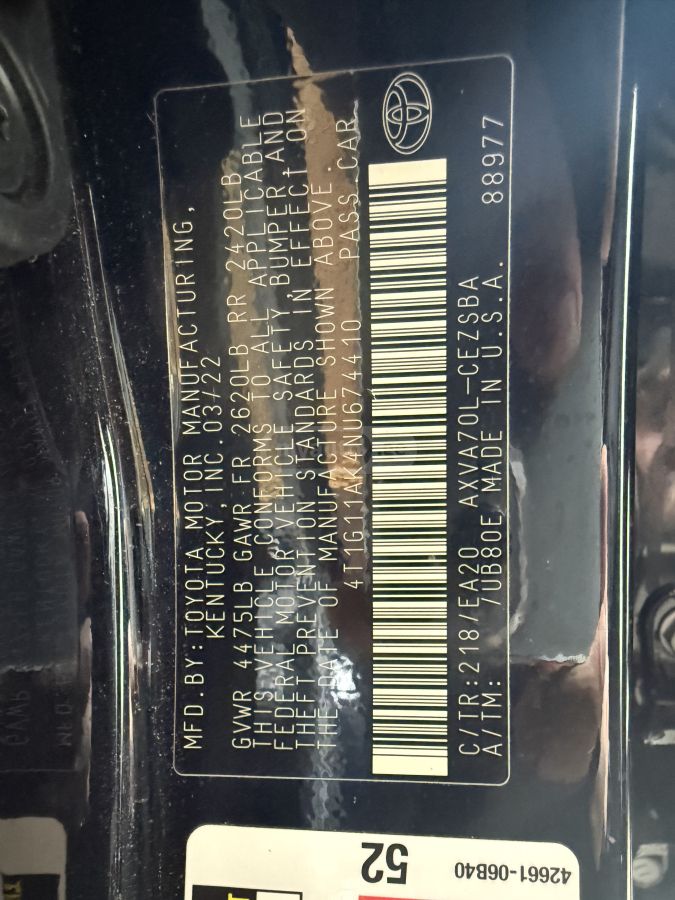 MFD.BY:TOYOTA MOTOR MANUFACTURING,
KENTUCKY,INC.03/22
GVWR 4475LB GAWR FR 2620LB RR 2420LB
THIS VEHICLE CONFORMS TO ALL APPLICABLE
FEDERAL MOTOR VEHICLE SAFETY, BUMPER,AND
THEFT PREVENTION STANDARDS IN EFFECT ON
THE DATE OF MANUFACTURE SHOWN ABOVE.
4T1G11AK4NU674410 PASS.CAR
C/TR:218/EA20 AXVA70L-CEZSBA
A/TM: 7UB80E MADE IN U.S.A. 88977
52
42661-06B40